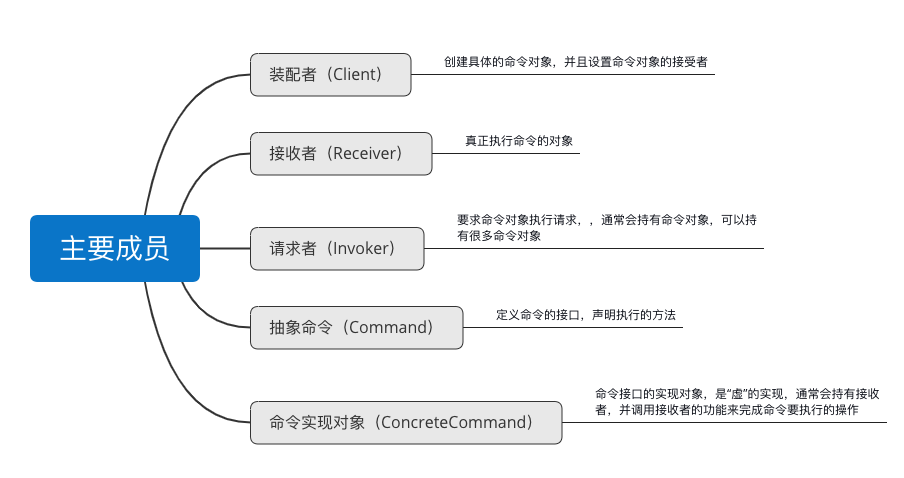 主要成员
装配者（Client）
创建具体的命令对象，并且设置命令对象的接受者
接收者（Receiver）
真正执行命令的对象
请求者（Invoker）
要求命令对象执行请求，，通常会持有命令对象，可以持
有很多命令对象
抽象命令（Command）
定义命令的接口，声明执行的方法
命令实现对象（ConcreteCommand）
命令接口的实现对象，是“虚”的实现，通常会持有接收
者，并调用接收者的功能来完成命令要执行的操作